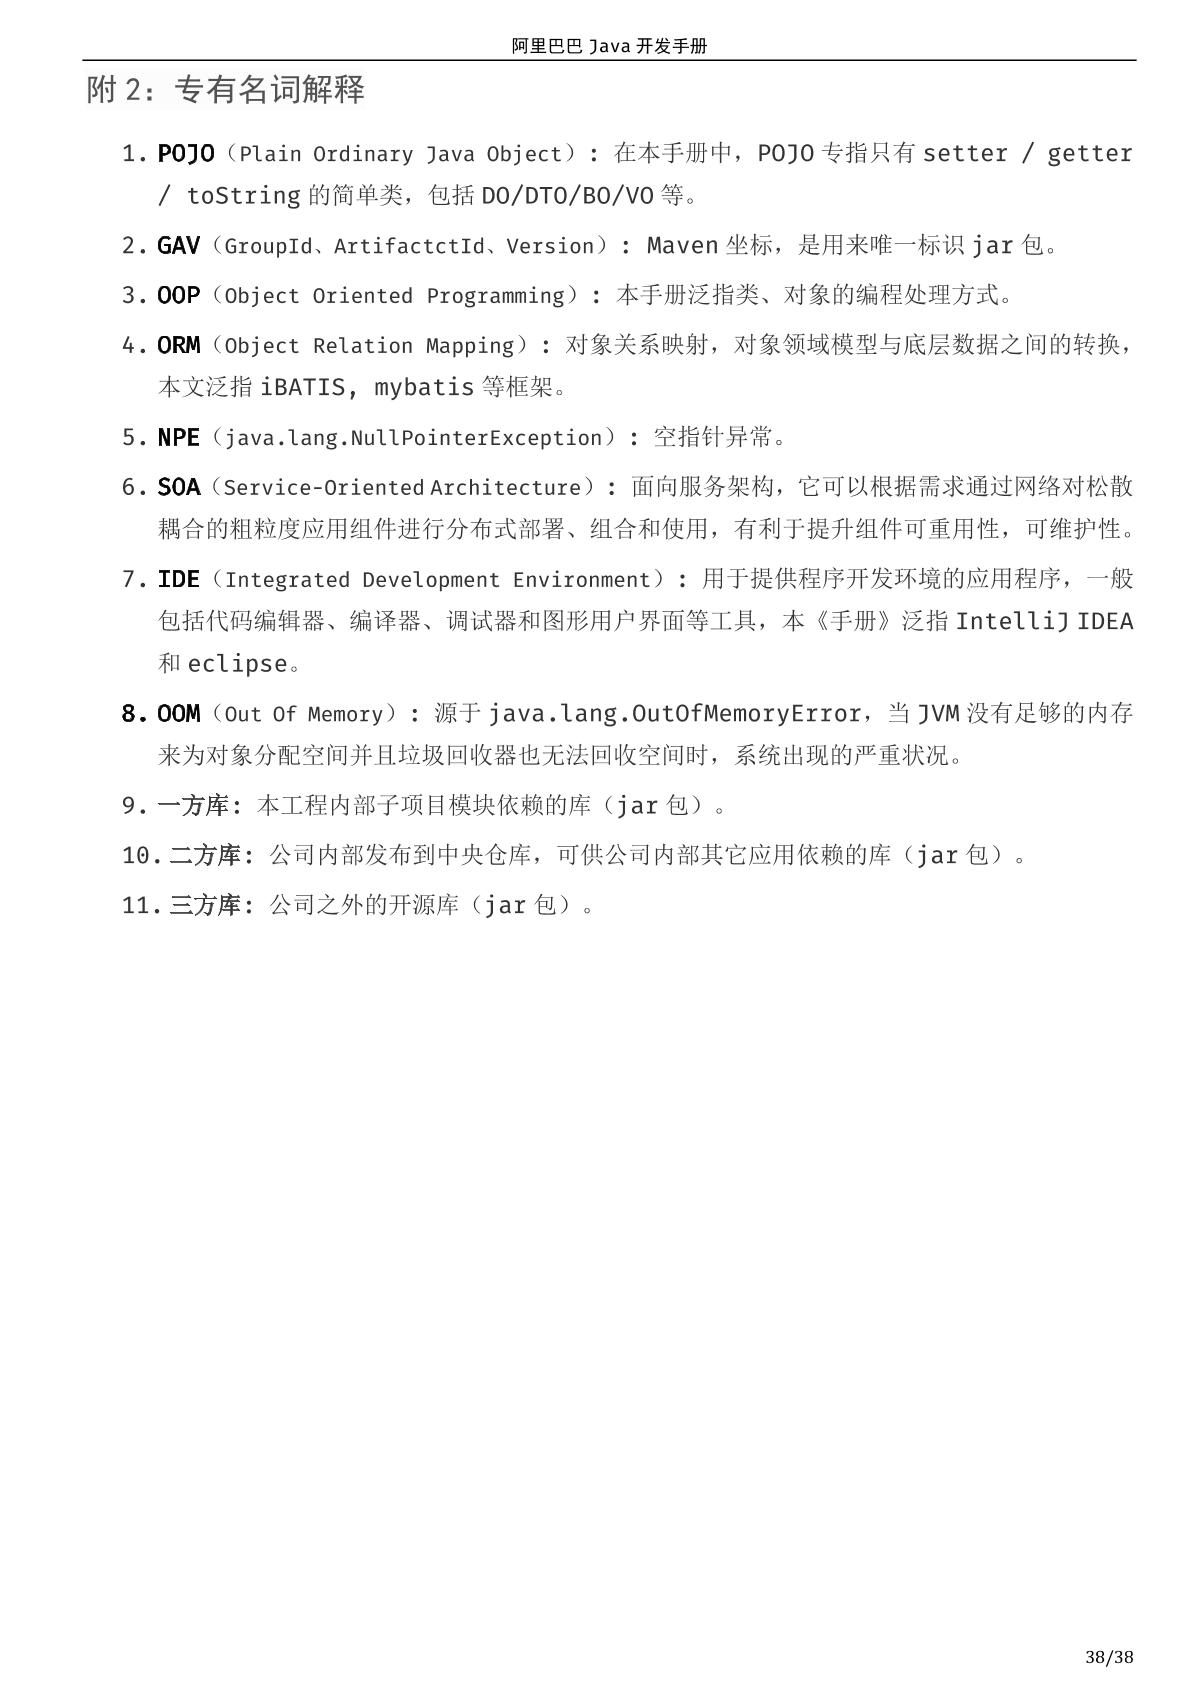 阿里巴巴 Java 开发手册
附 2：专有名词解释
1. POJO（Plain Ordinary Java Object）: 在本手册中，POJO 专指只有 setter / getter
/ toString 的简单类，包括 DO/DTO/BO/VO 等。
2. GAV（GroupId、ArtifactctId、Version）: Maven 坐标，是用来唯一标识 jar 包。
3. OOP（Object Oriented Programming）: 本手册泛指类、对象的编程处理方式。
4. ORM（Object Relation Mapping）: 对象关系映射，对象领域模型与底层数据之间的转换，
本文泛指 iBATIS, mybatis 等框架。
5. NPE（java.lang.NullPointerException）: 空指针异常。
6. SOA（Service-Oriented Architecture）: 面向服务架构，它可以根据需求通过网络对松散
耦合的粗粒度应用组件进行分布式部署、组合和使用，有利于提升组件可重用性，可维护性。
7. IDE（Integrated Development Environment）: 用于提供程序开发环境的应用程序，一般
包括代码编辑器、编译器、调试器和图形用户界面等工具，本《手册》泛指 IntelliJ IDEA
和 eclipse。
8. OOM（Out Of Memory）: 源于 java.lang.OutOfMemoryError，当 JVM 没有足够的内存
来为对象分配空间并且垃圾回收器也无法回收空间时，系统出现的严重状况。
9. 一方库: 本工程内部子项目模块依赖的库（jar 包）。
10. 二方库: 公司内部发布到中央仓库，可供公司内部其它应用依赖的库（jar 包）。
11. 三方库: 公司之外的开源库（jar 包）。
38/38